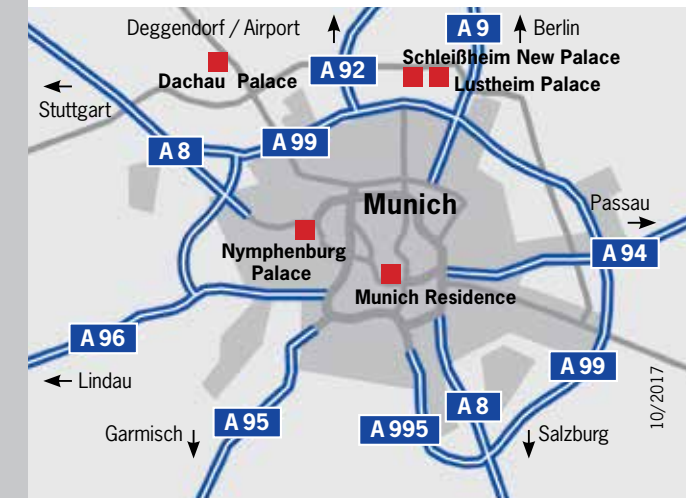 Deggendorf / Airport
A 9
Berlin
Schleißheim New Palace
A 92
Dachau Palace
Lustheim Palace
Stuttgart
A 99
A 8
Munich
Passau
Nymphenburg
Palace
A 94
Munich Residence
A 96
A 99
Lindau
A 8
10/2017
A 95
A 995
Garmisch
Salzburg